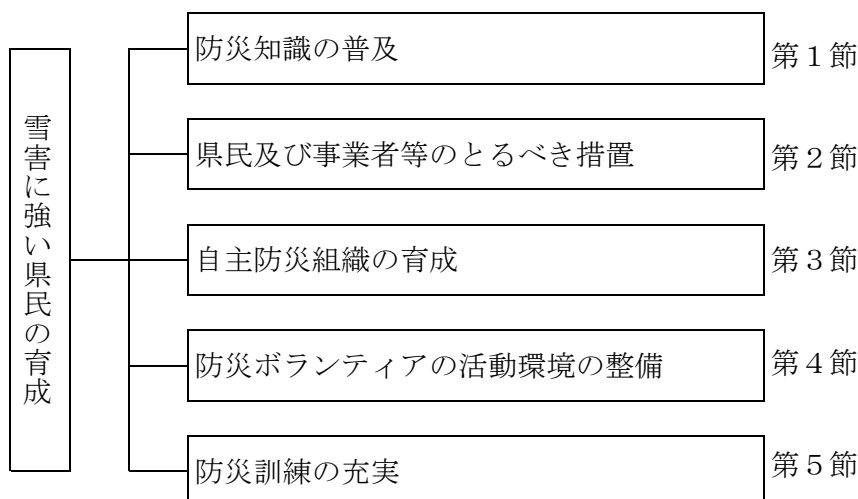 雪害に強い県民の育成
防災知識の普及
第１節
県民及び事業者等のとるべき措置
第２節
自主防災組織の育成
第３節
防災ボランティアの活動環境の整備
第４節
防災訓練の充実
第５節